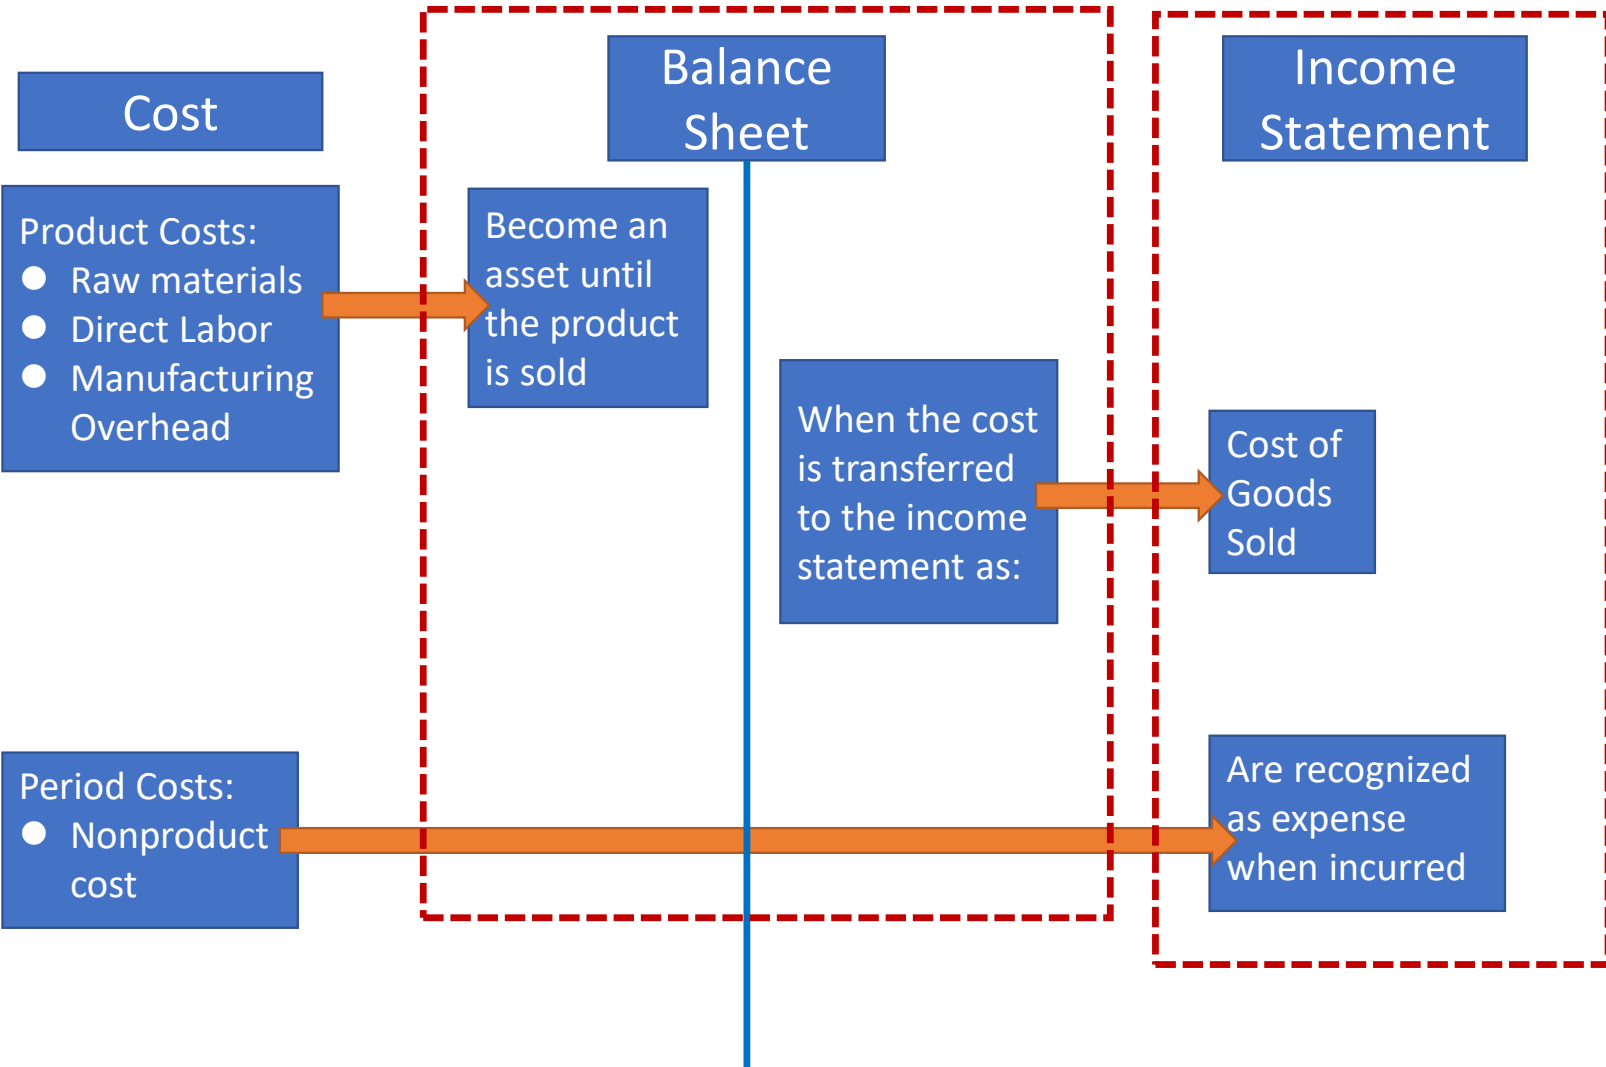 Cost
Balance
Sheet
Income
Statement
Product Costs:
● Raw materials
● Direct Labor
● Manufacturing
Overhead
Become an
asset until
the product
is sold
When the cost
is transferred
to the income
statement as:
Cost of
Goods
Sold
Period Costs:
● Nonproduct
cost
Are recognized
as expense
when incurred